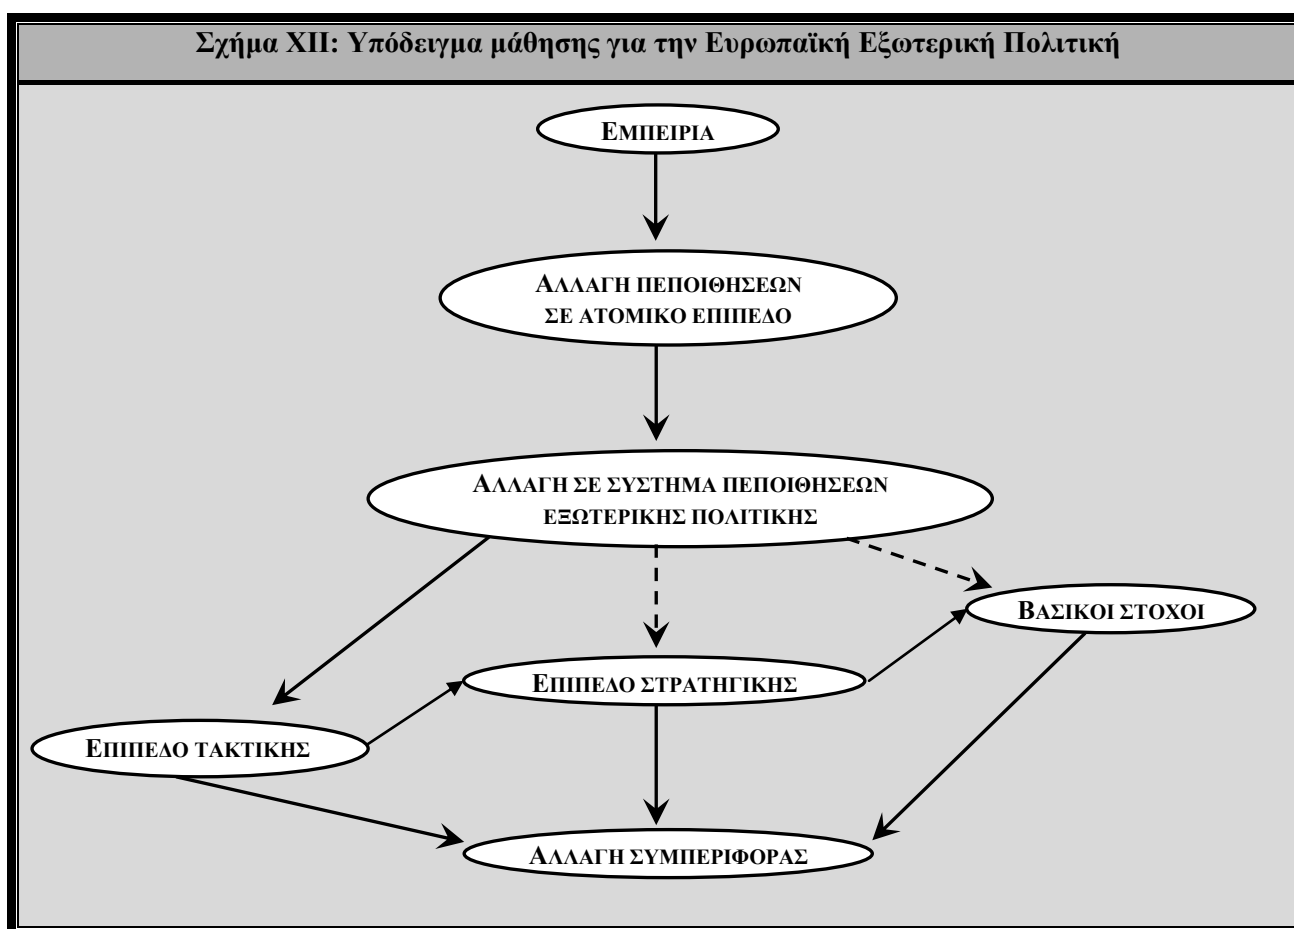 Σχήμα XII: Υπόδειγμα μάθησης για την Ευρωπαϊκή Εξωτερική Πολιτική
ΕΜΠΕΙΡΙΑ
ΑΛΛΑΓΗ ΠΕΠΟΙΘΗΣΕΩΝ
ΣΕ ΑΤΟΜΙΚΟ ΕΠΙΠΕΔΟ
ΑΛΛΑΓΗ ΣΕ ΣΥΣΤΗΜΑ ΠΕΠΟΙΘΗΣΕΩΝ
ΕΞΩΤΕΡΙΚΗΣ ΠΟΛΙΤΙΚΗΣ
ΒΑΣΙΚΟΙ ΣΤΟΧΟΙ
ΕΠΙΠΕΔΟ ΣΤΡΑΤΗΓΙΚΗΣ
ΕΠΙΠΕΔΟ ΤΑΚΤΙΚΗΣ
ΑΛΛΑΓΗ ΣΥΜΠΕΡΙΦΟΡΑΣ